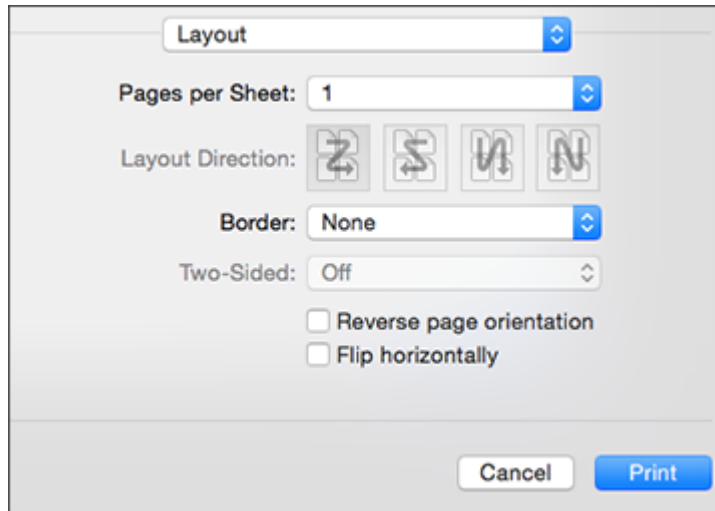 Layout
Pages per Sheet: 1
Layout Direction:
Border: None
Two-Sided: Off
Reverse page orientation
Flip horizontally
Cancel Print